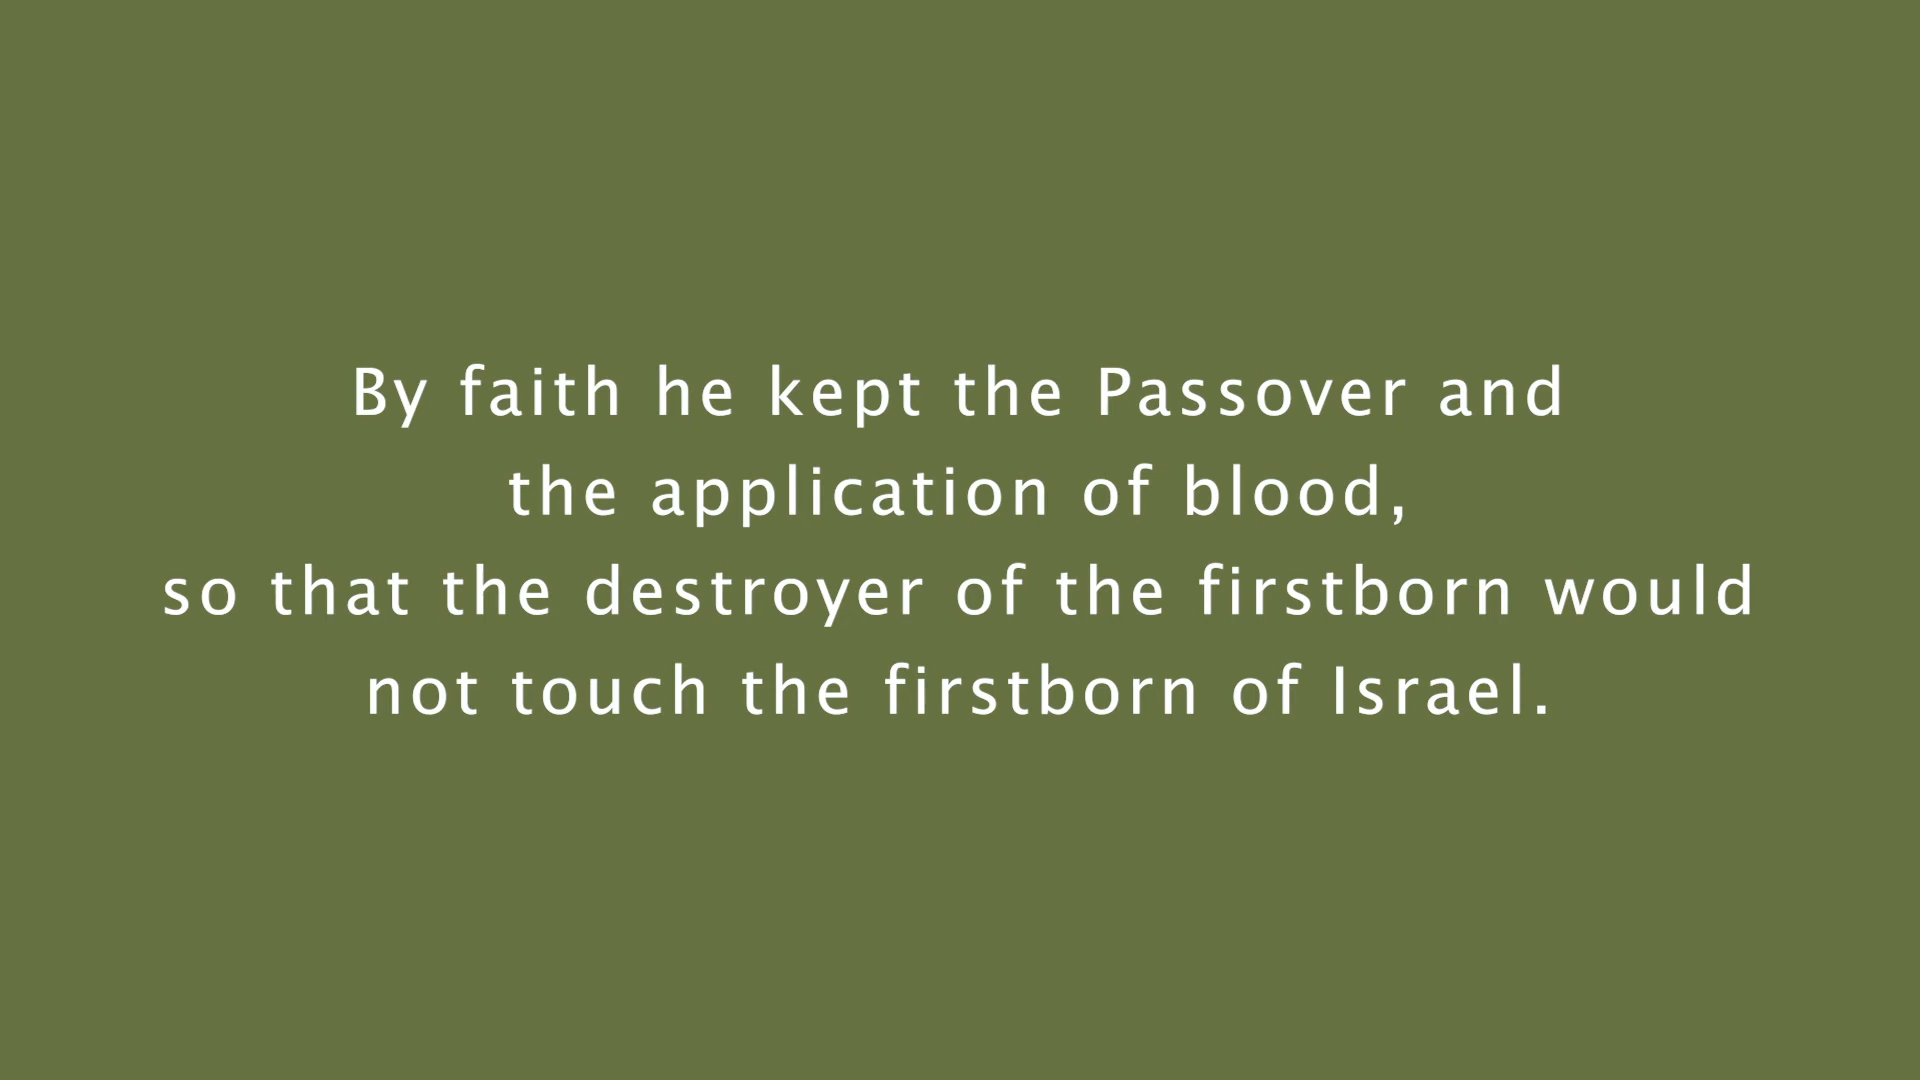 By faith he kept the Passover and
the application of blood,
so that the destroyer of the firstborn would
not touch the firstborn of Israel.